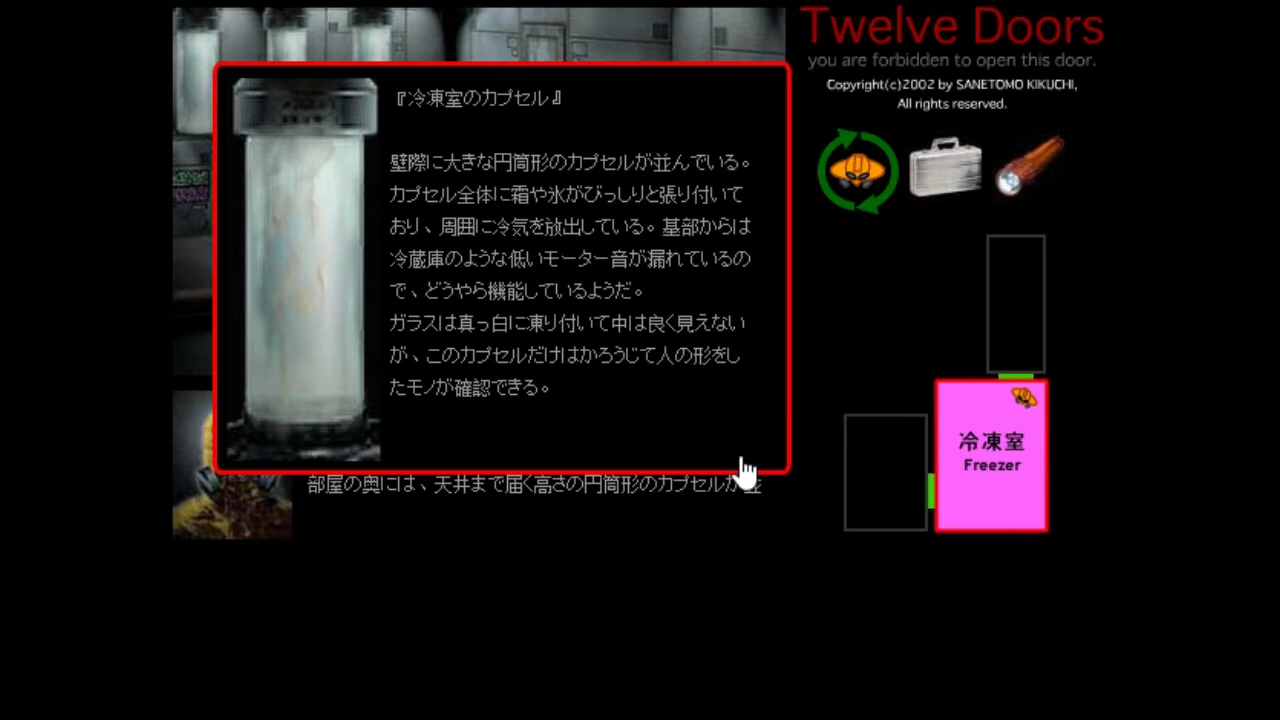 Twelve Doors
you are forbidden to open this door.
Copyright(c)2002 by SANETOMO KIKUCHI,
All rights reserved.
『冷凍室のカプセル』
壁際に大きな円筒形のカプセルが並んでいる。
カプセル全体に霜や氷がびっしりと張り付いて
おり、周囲に冷気を放出している。基部からは
冷蔵庫のような低いモーター音が漏れているの
で、どうやら機能しているようだ。
ガラスは真っ白に凍り付いて中は良く見えない
が、このカプセルだけはかろうじて人の形をし
たモノが確認できる。
部屋の奥には、天井まで届く高さの円筒形のカプセルが並
冷凍室
Freezer